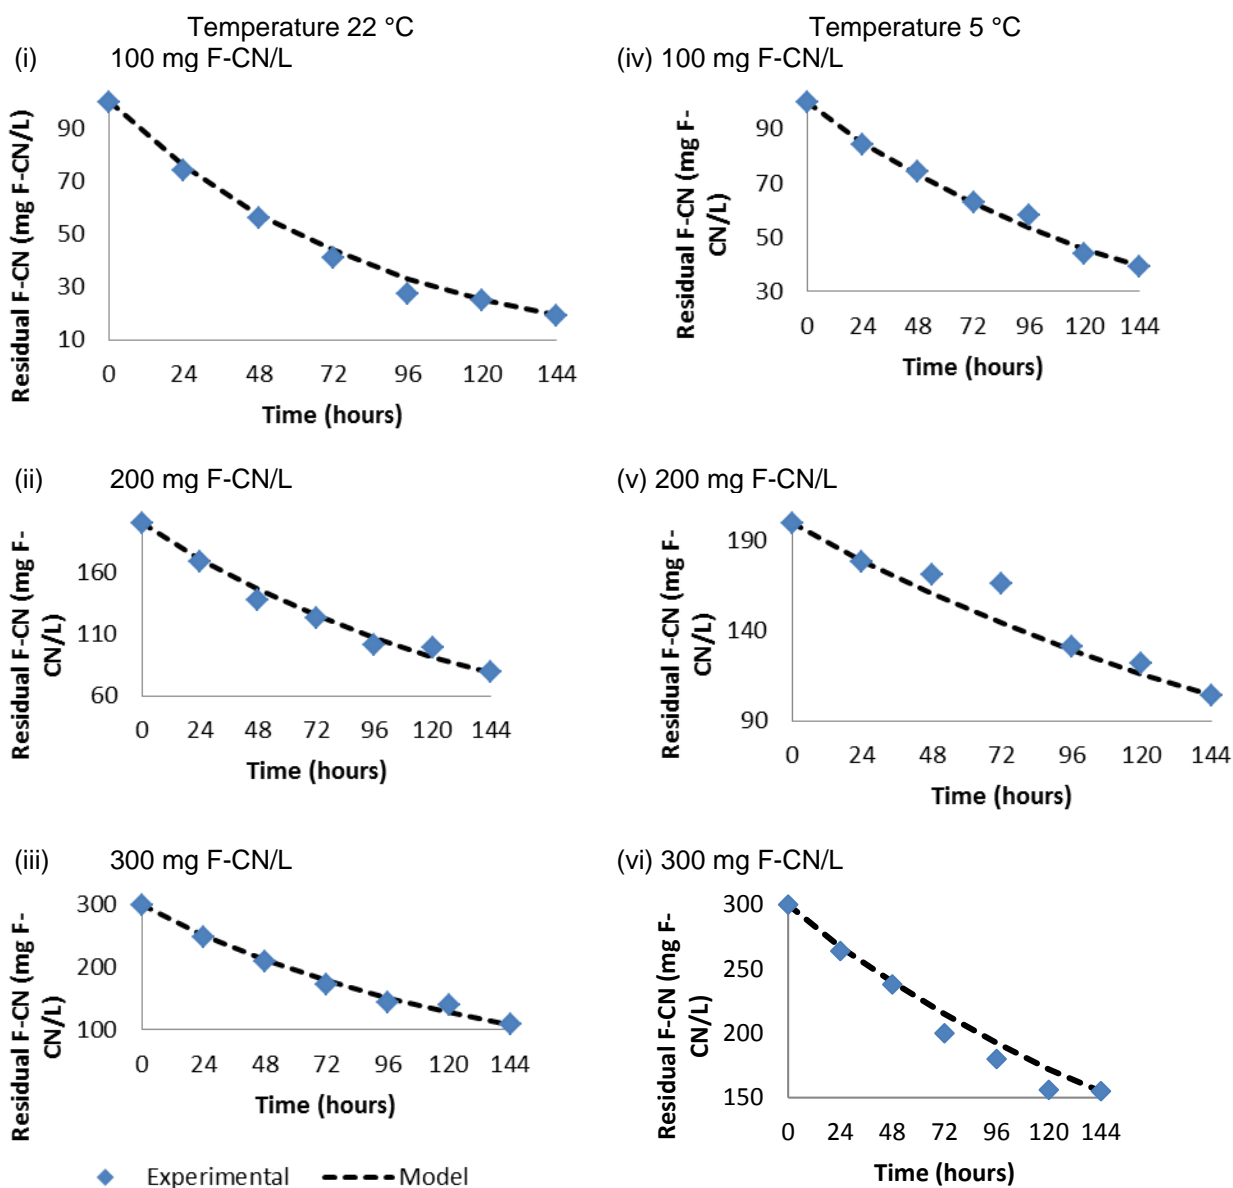 Temperature 22 °C
Temperature 5 °C
(i) 100 mg F-CN/L
Residual F-CN (mg F-CN/L)
90
70
50
30
10
0 24 48 72 96 120 144
Time (hours)
(iv) 100 mg F-CN/L
Residual F-CN (mg F-
CN/L)
90
70
50
30
0 24 48 72 96 120 144
Time (hours)
(ii) 200 mg F-CN/L
Residual F-CN (mg F-
CN/L)
160
110
60
0 24 48 72 96 120 144
Time (hours)
(v) 200 mg F-CN/L
Residual F-CN (mg F-
CN/L)
190
140
90
0 24 48 72 96 120 144
Time (hours)
(iii) 300 mg F-CN/L
Residual F-CN (mg F-
CN/L)
300
200
100
0 24 48 72 96 120 144
Time (hours)
(vi) 300 mg F-CN/L
Residual F-CN (mg F-
CN/L)
300
250
200
150
0 24 48 72 96 120 144
Time (hours)
Experimental Model